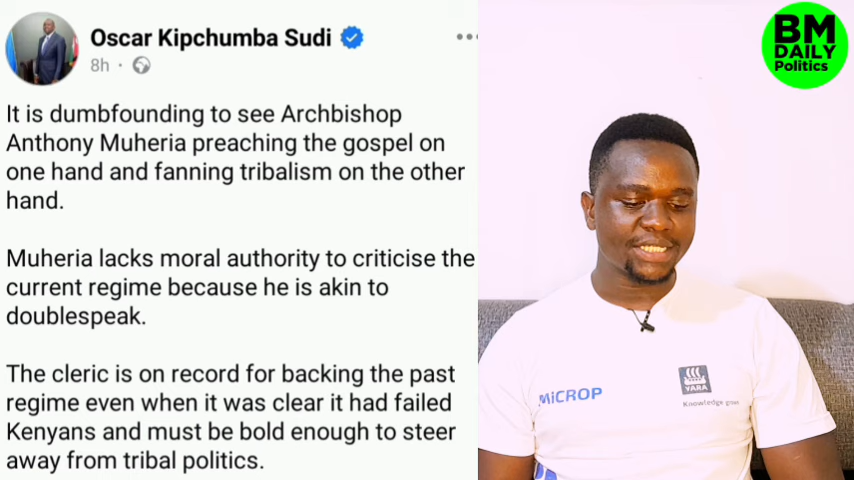 Oscar Kipchumba Sudi
8h ·
It is dumbfounding to see Archbishop
Anthony Muheria preaching the gospel on
one hand and fanning tribalism on the other
hand.
Muheria lacks moral authority to criticise the
current regime because he is akin to
doublespeak.
The cleric is on record for backing the past
regime even when it was clear it had failed
Kenyans and must be bold enough to steer
away from tribal politics.
BM
DAILY
Politics
MiCROP
YARA
Knowledge grows